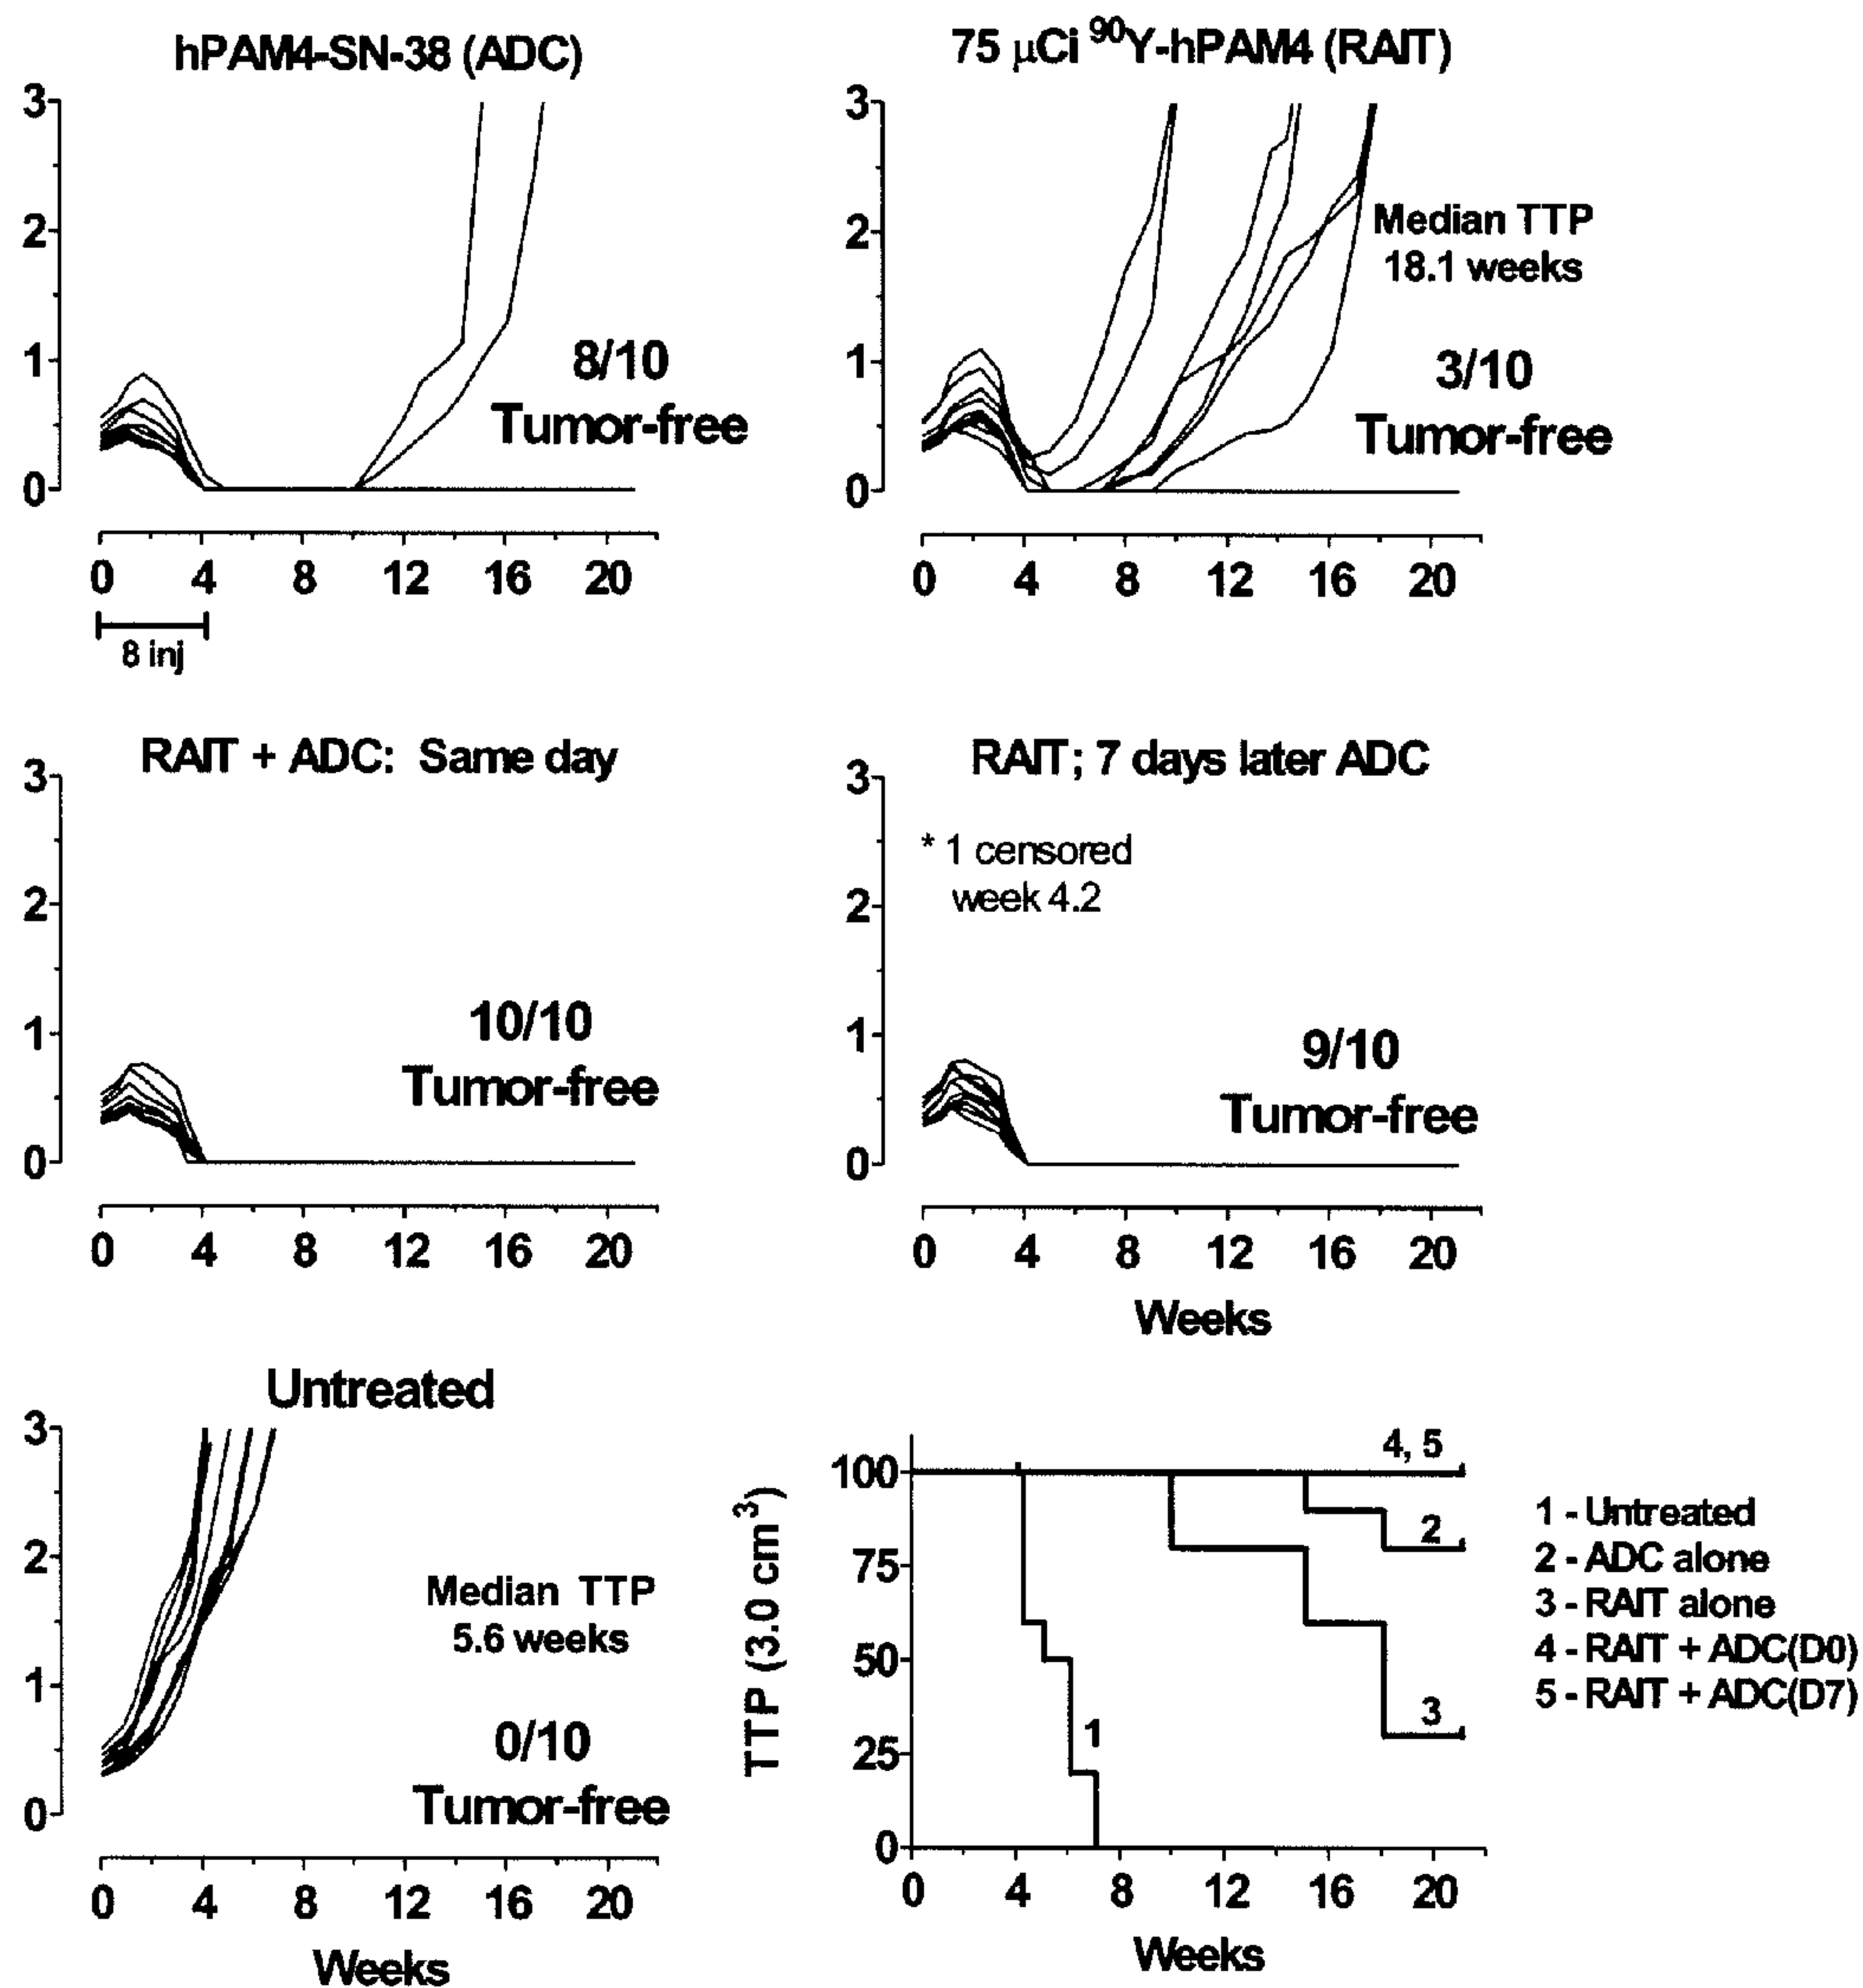 hPAM4-SN-38 (ADC)
3
2
1
0
8/10
Tumor-free
0 4 8 12 16 20
8 inj
75 μCi ⁹⁰Y-hPAM4 (RAIT)
3
2
1
0
Median TTP
18.1 weeks
3/10
Tumor-free
0 4 8 12 16 20
RAIT + ADC: Same day
3
2
1
0
10/10
Tumor-free
0 4 8 12 16 20
RAIT; 7 days later ADC
3
2
1
0
* 1 censored
week 4.2
9/10
Tumor-free
0 4 8 12 16 20
Weeks
Untreated
3
2
1
0
Median TTP
5.6 weeks
0/10
Tumor-free
0 4 8 12 16 20
Weeks
TTP (3.0 cm³)
100
75
50
25
0
4, 5
2
3
1
0 4 8 12 16 20
Weeks
1 - Untreated
2 - ADC alone
3 - RAIT alone
4 - RAIT + ADC(D0)
5 - RAIT + ADC(D7)